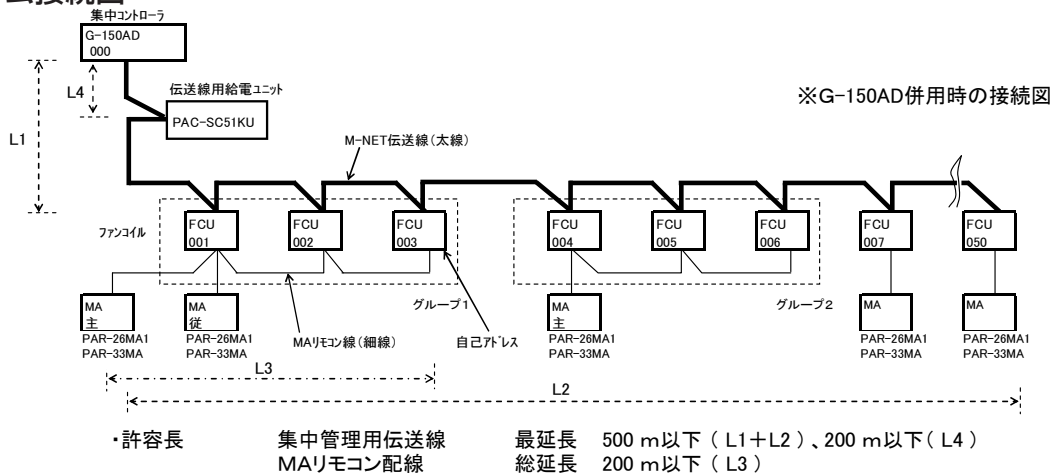 集中コントローラ
G-150AD
000
L4
L1
伝送線用給電ユニット
PAC-SC51KU
※G-150AD併用時の接続図
M-NET伝送線(太線)
ファンコイル
FCU
001
FCU
002
FCU
003
FCU
004
FCU
005
FCU
006
FCU
007
FCU
050
グループ1
グループ2
MA
主
MA
従
MA
主
MA
MA
PAR-26MA1
PAR-33MA
PAR-26MA1
PAR-33MA
MAリモコン線(細線)
自己アドレス
PAR-26MA1
PAR-33MA
PAR-26MA1
PAR-33MA
PAR-26MA1
PAR-33MA
L3
L2
・許容長 集中管理用伝送線 最延長 500 m以下 ( L1+L2 ) 、200 m以下( L4 )
MAリモコン配線 総延長 200 m以下 ( L3 )